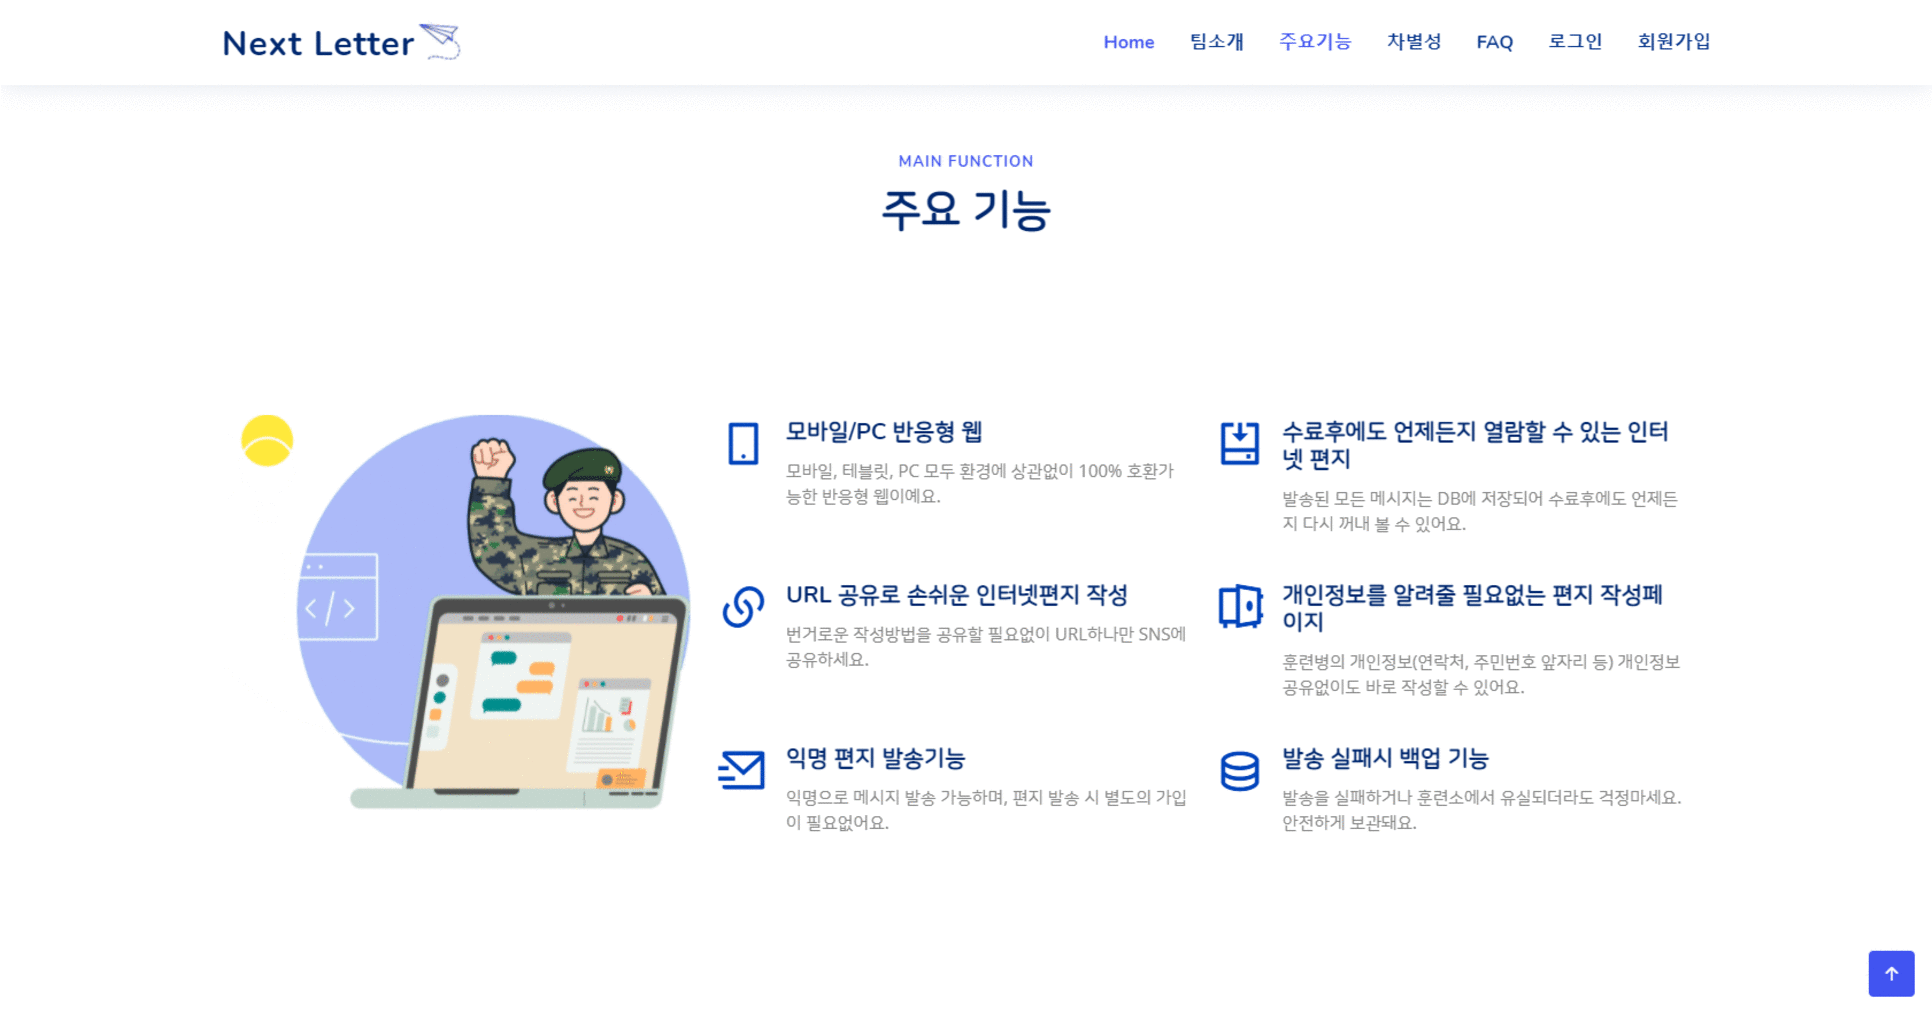 Next Letter
Home 팀소개 주요기능 차별성 FAQ 로그인 회원가입
MAIN FUNCTION
주요 기능
모바일/PC 반응형 웹
모바일, 테블릿, PC 모두 환경에 상관없이 100% 호환가
능한 반응형 웹이예요.
수료후에도 언제든지 열람할 수 있는 인터
넷 편지
발송된 모든 메시지는 DB에 저장되어 수료후에도 언제든
지 다시 꺼내 볼 수 있어요.
URL 공유로 손쉬운 인터넷편지 작성
번거로운 작성방법을 공유할 필요없이 URL하나만 SNS에
공유하세요.
개인정보를 알려줄 필요없는 편지 작성페
이지
훈련병의 개인정보(연락처, 주민번호 앞자리 등) 개인정보
공유없이도 바로 작성할 수 있어요.
익명 편지 발송기능
익명으로 메시지 발송 가능하며, 편지 발송 시 별도의 가입
이 필요없어요.
발송 실패시 백업 기능
발송을 실패하거나 훈련소에서 유실되더라도 걱정마세요.
안전하게 보관돼요.